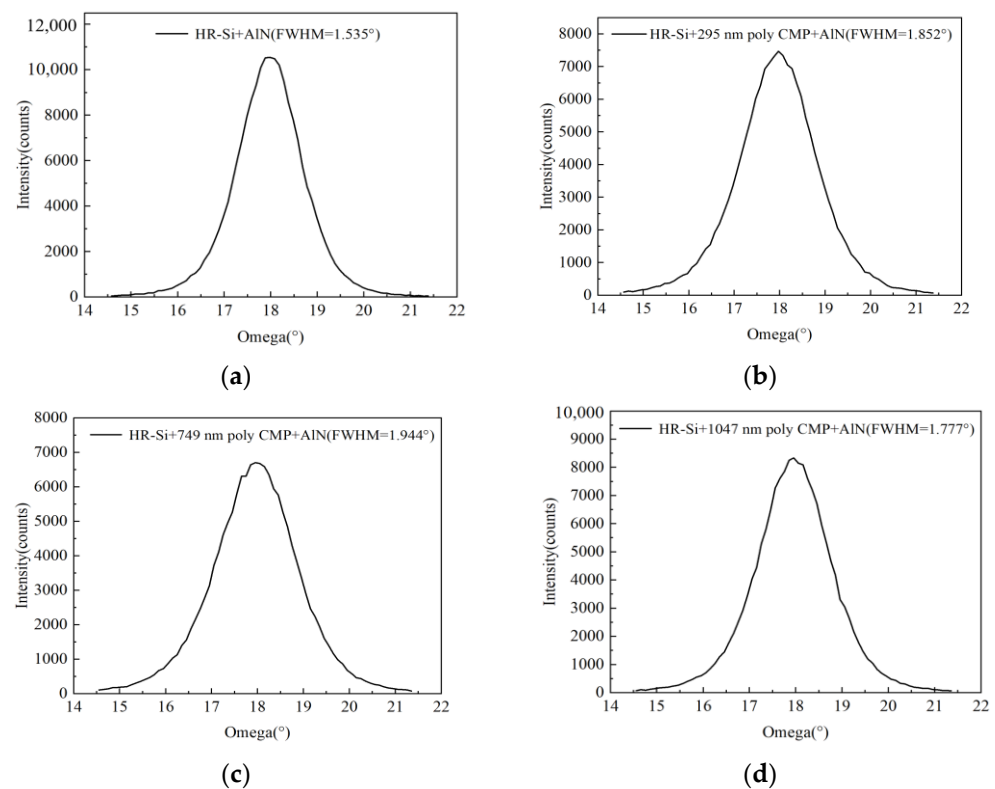 12,000
HR-Si+AlN(FWHM=1.535°)
10,000
8000
6000
4000
2000
0
Intensity(counts)
14 15 16 17 18 19 20 21 22
Omega(°)
(a)
HR-Si+295 nm poly CMP+AlN(FWHM=1.852°)
8000
7000
6000
5000
4000
3000
2000
1000
0
Intensity(counts)
14 15 16 17 18 19 20 21 22
Omega(°)
(b)
8000
HR-Si+749 nm poly CMP+AlN(FWHM=1.944°)
7000
6000
5000
4000
3000
2000
1000
0
Intensity(counts)
14 15 16 17 18 19 20 21 22
Omega(°)
(c)
10,000
HR-Si+1047 nm poly CMP+AlN(FWHM=1.777°)
9000
8000
7000
6000
5000
4000
3000
2000
1000
0
Intensity(counts)
14 15 16 17 18 19 20 21 22
Omega(°)
(d)